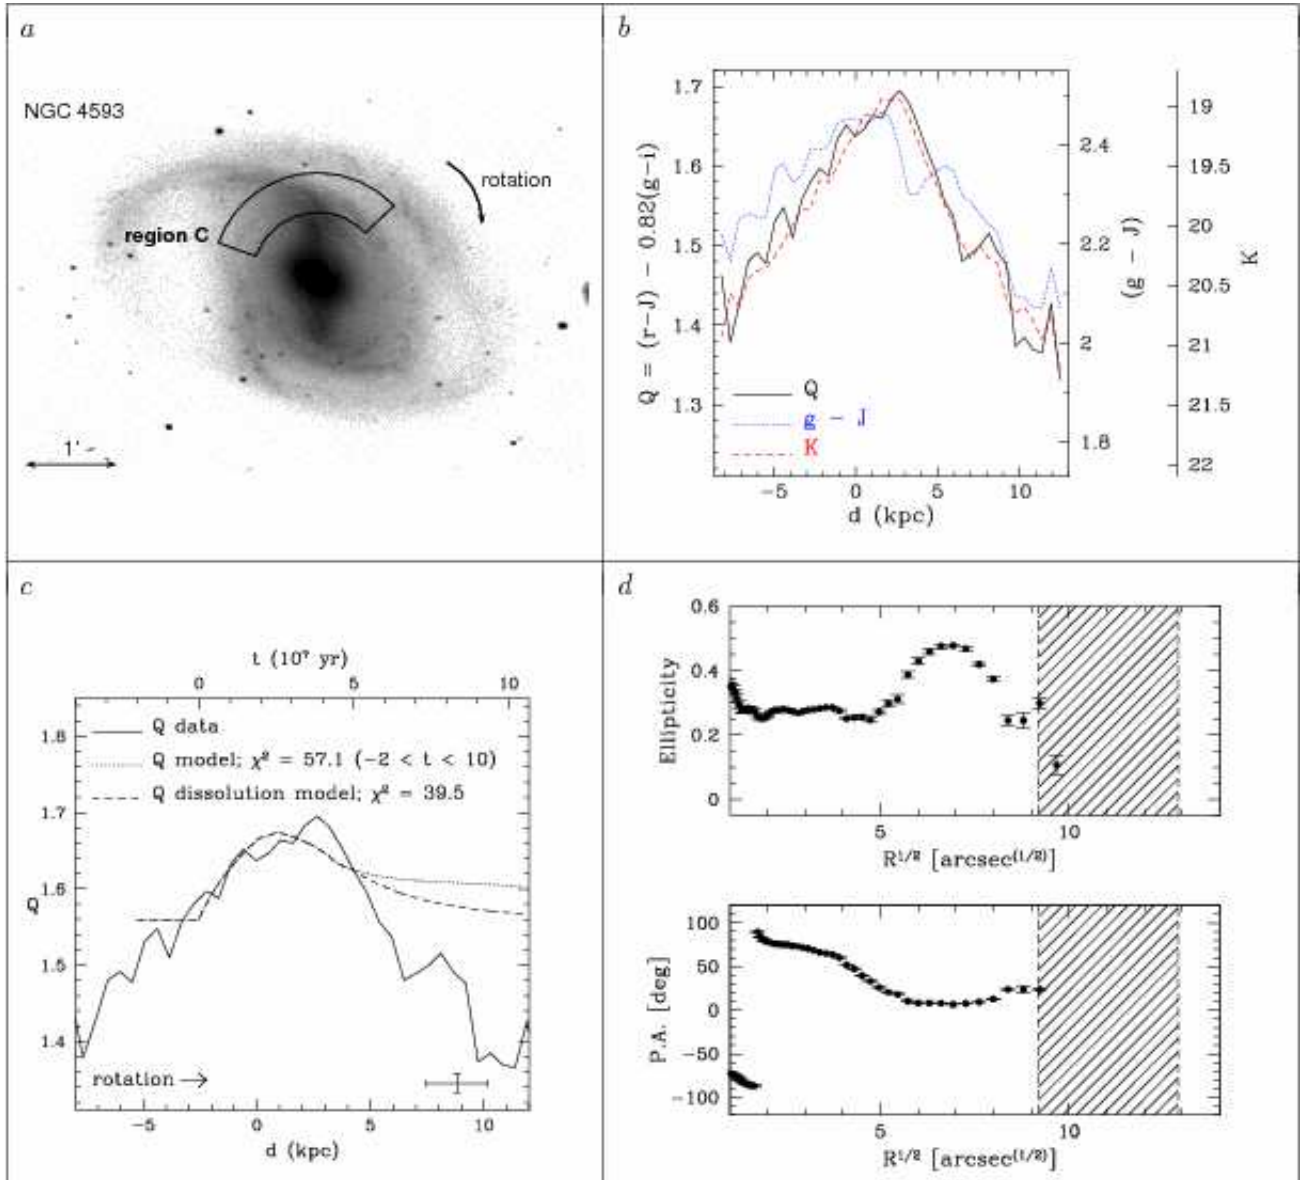 a
NGC 4593
rotation
region C
1'
b
Q = (r-J) - 0.82(g-i)
1.7
1.6
1.5
1.4
1.3
Q
g - J
K
-5 0 5 10
d (kpc)
2.4
2.2
2
1.8
(g - J)
19
19.5
20
20.5
21
21.5
22
K
c
t (10⁷ yr)
0 5 10
Q data
Q model; χ² = 57.1 (-2 < t < 10)
Q dissolution model; χ² = 39.5
1.8
1.7
1.6
1.5
1.4
Q
rotation →
-5 0 5 10
d (kpc)
d
Ellipticity
0.6
0.4
0.2
0
5 10
R^1/2 [arcsec^(1/2)]
P.A. [deg]
100
50
0
-50
-100
5 10
R^1/2 [arcsec^(1/2)]